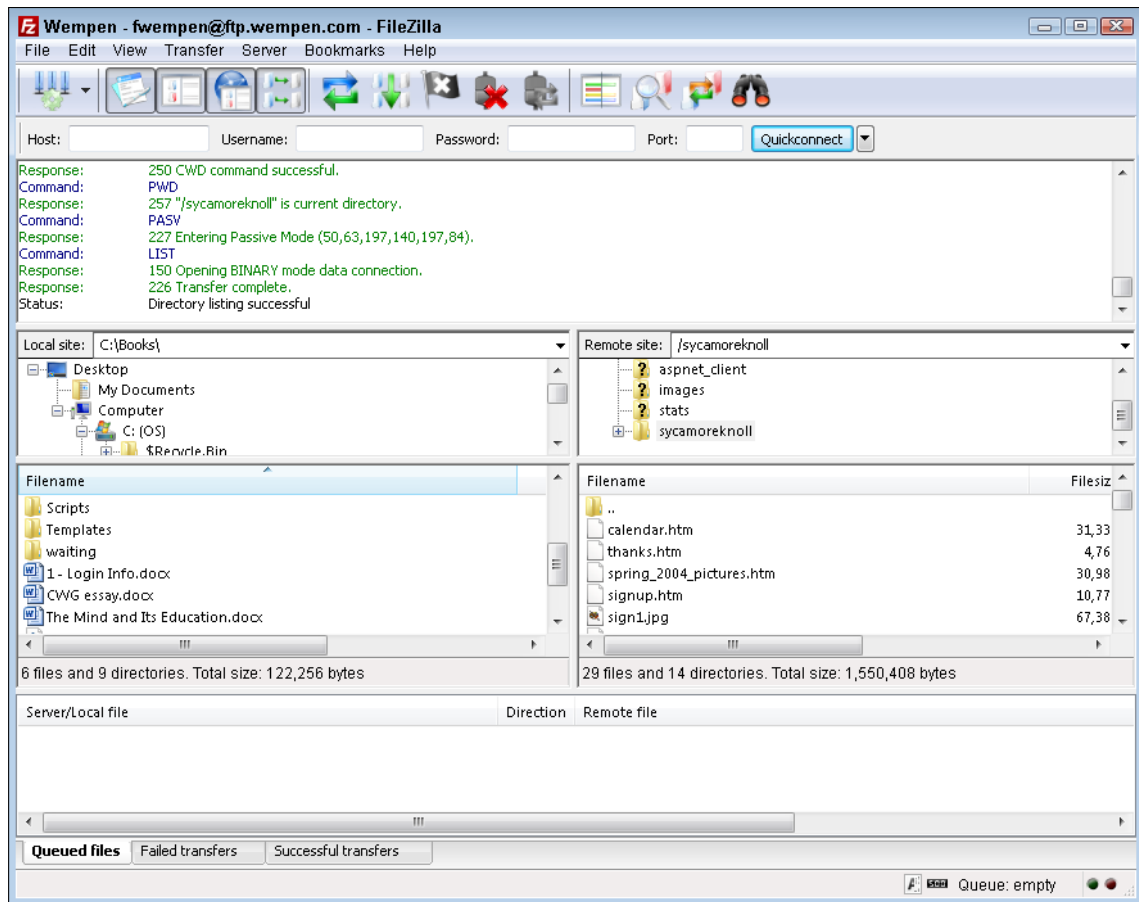 Wempen - fwempen@ftp.wempen.com - FileZilla
File Edit View Transfer Server Bookmarks Help
Host: Username: Password: Port: Quickconnect
Response: 250 CWD command successful.
Command: PWD
Response: 257 "/sycamoreknoll" is current directory.
Command: PASV
Response: 227 Entering Passive Mode (50,63,197,140,197,84).
Command: LIST
Response: 150 Opening BINARY mode data connection.
Response: 226 Transfer complete.
Status: Directory listing successful
Local site: C:\Books\
Desktop
My Documents
Computer
C: (OS)
$Recycle.Bin
Remote site: /sycamoreknoll
aspnet_client
images
stats
sycamoreknoll
Filename
Scripts
Templates
waiting
1 - Login Info.docx
CWG essay.docx
The Mind and Its Education.docx
6 files and 9 directories. Total size: 122,256 bytes
Filename Filesiz
..
calendar.htm 31,33
thanks.htm 4,76
spring_2004_pictures.htm 30,98
signup.htm 10,77
sign1.jpg 67,38
29 files and 14 directories. Total size: 1,550,408 bytes
Server/Local file Direction Remote file
Queued files Failed transfers Successful transfers
Queue: empty